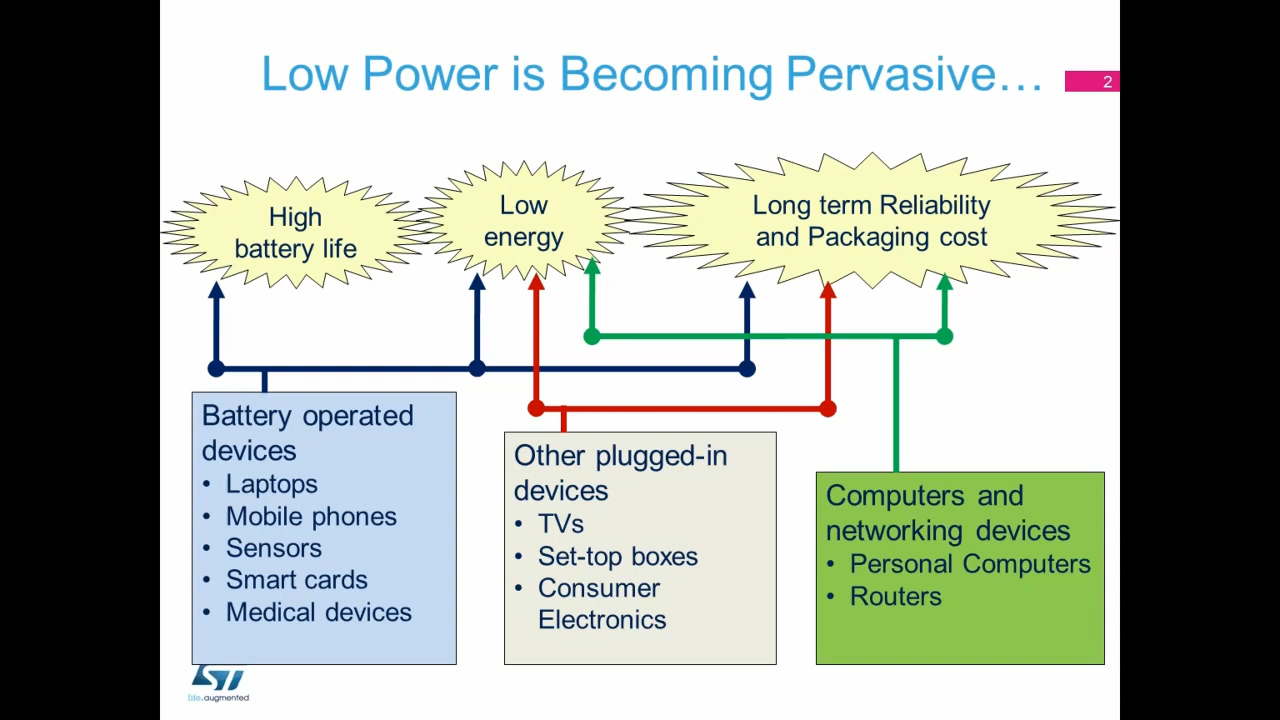 Low Power is Becoming Pervasive…
2
High
battery life
Low
energy
Long term Reliability
and Packaging cost
Battery operated
devices
• Laptops
• Mobile phones
• Sensors
• Smart cards
• Medical devices
Other plugged-in
devices
• TVs
• Set-top boxes
• Consumer
Electronics
Computers and
networking devices
• Personal Computers
• Routers
ST
life.augmented